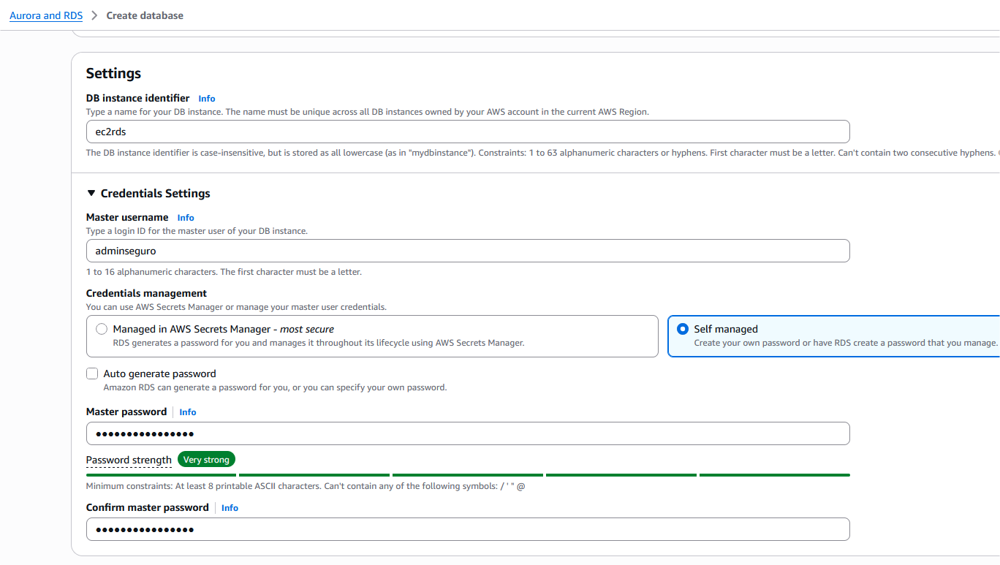 Aurora and RDS > Create database
Settings
DB instance identifier Info
Type a name for your DB instance. The name must be unique across all DB instances owned by your AWS account in the current AWS Region.
ec2rds
The DB instance identifier is case-insensitive, but is stored as all lowercase (as in "mydbinstance"). Constraints: 1 to 63 alphanumeric characters or hyphens. First character must be a letter. Can't contain two consecutive hyphens.
Credentials Settings
Master username Info
Type a login ID for the master user of your DB instance.
adminseguro
1 to 16 alphanumeric characters. The first character must be a letter.
Credentials management
You can use AWS Secrets Manager or manage your master user credentials.
Managed in AWS Secrets Manager - most secure
RDS generates a password for you and manages it throughout its lifecycle using AWS Secrets Manager.
Self managed
Create your own password or have RDS create a password that you manage.
Auto generate password
Amazon RDS can generate a password for you, or you can specify your own password.
Master password Info
••••••••••••••••
Password strength Very strong
Minimum constraints: At least 8 printable ASCII characters. Can't contain any of the following symbols: / ' " @
Confirm master password Info
••••••••••••••••